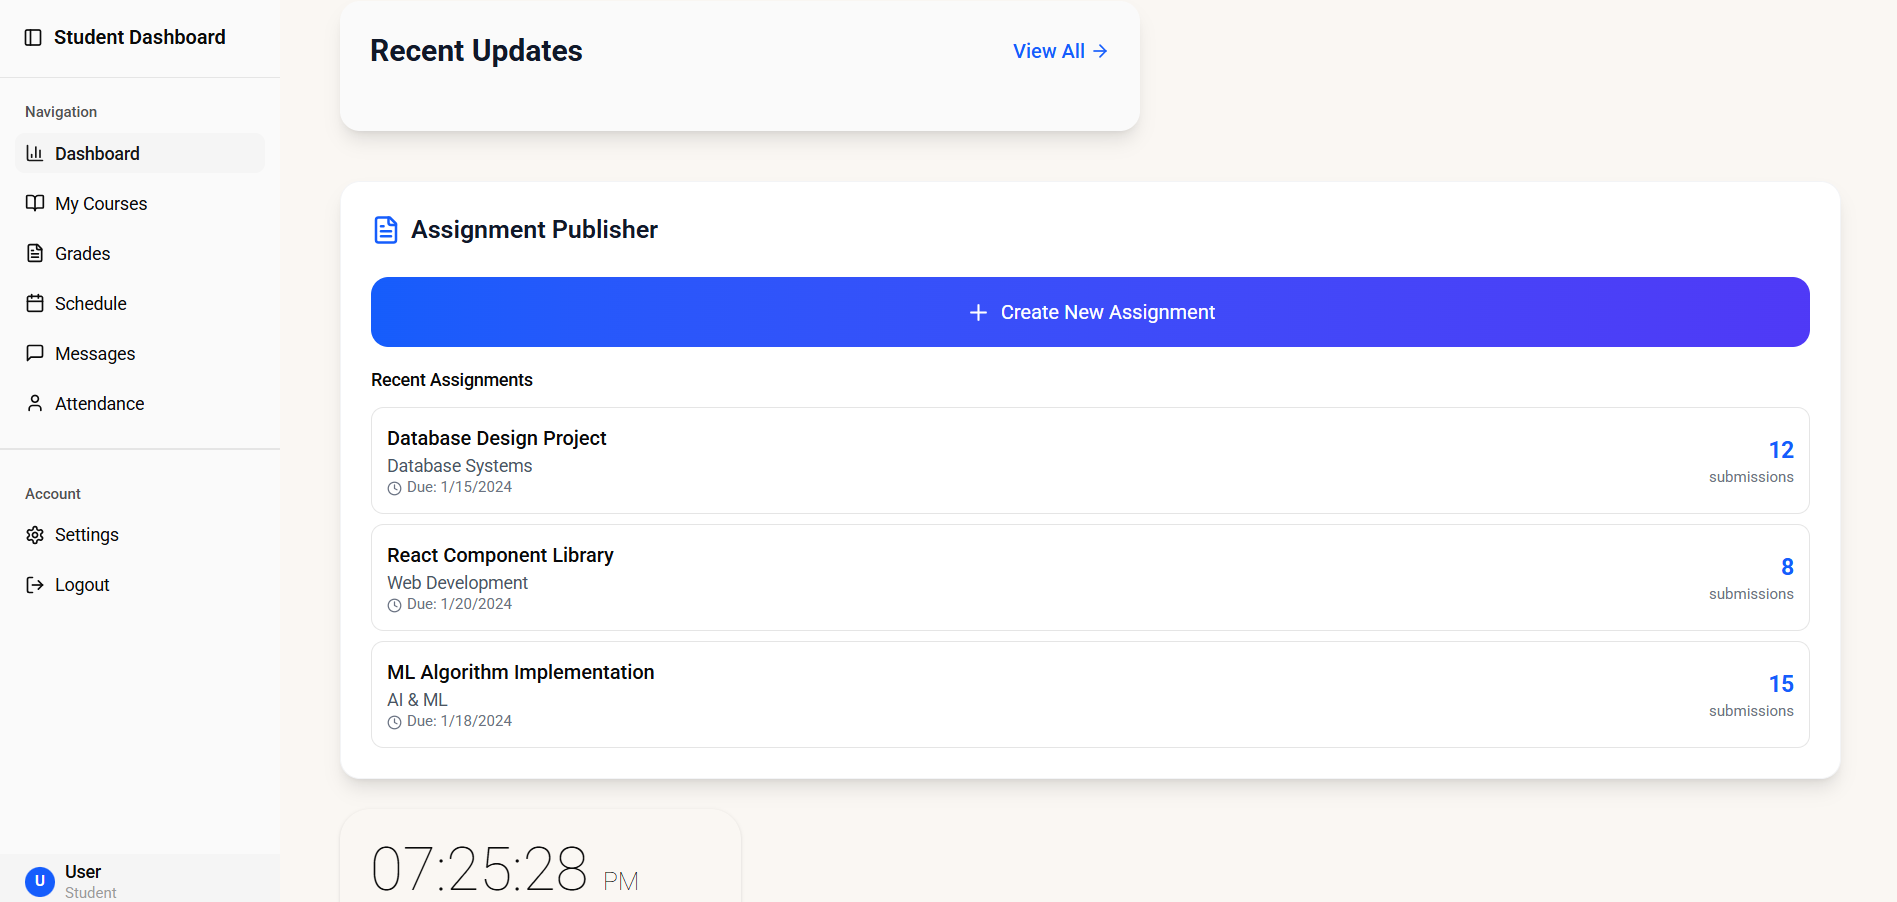 Student Dashboard
Navigation
Dashboard
My Courses
Grades
Schedule
Messages
Attendance
Account
Settings
Logout
U
User
Student
Recent Updates
View All
Assignment Publisher
Create New Assignment
Recent Assignments
Database Design Project
Database Systems
Due: 1/15/2024
12
submissions
React Component Library
Web Development
Due: 1/20/2024
8
submissions
ML Algorithm Implementation
AI & ML
Due: 1/18/2024
15
submissions
07:25:28 PM